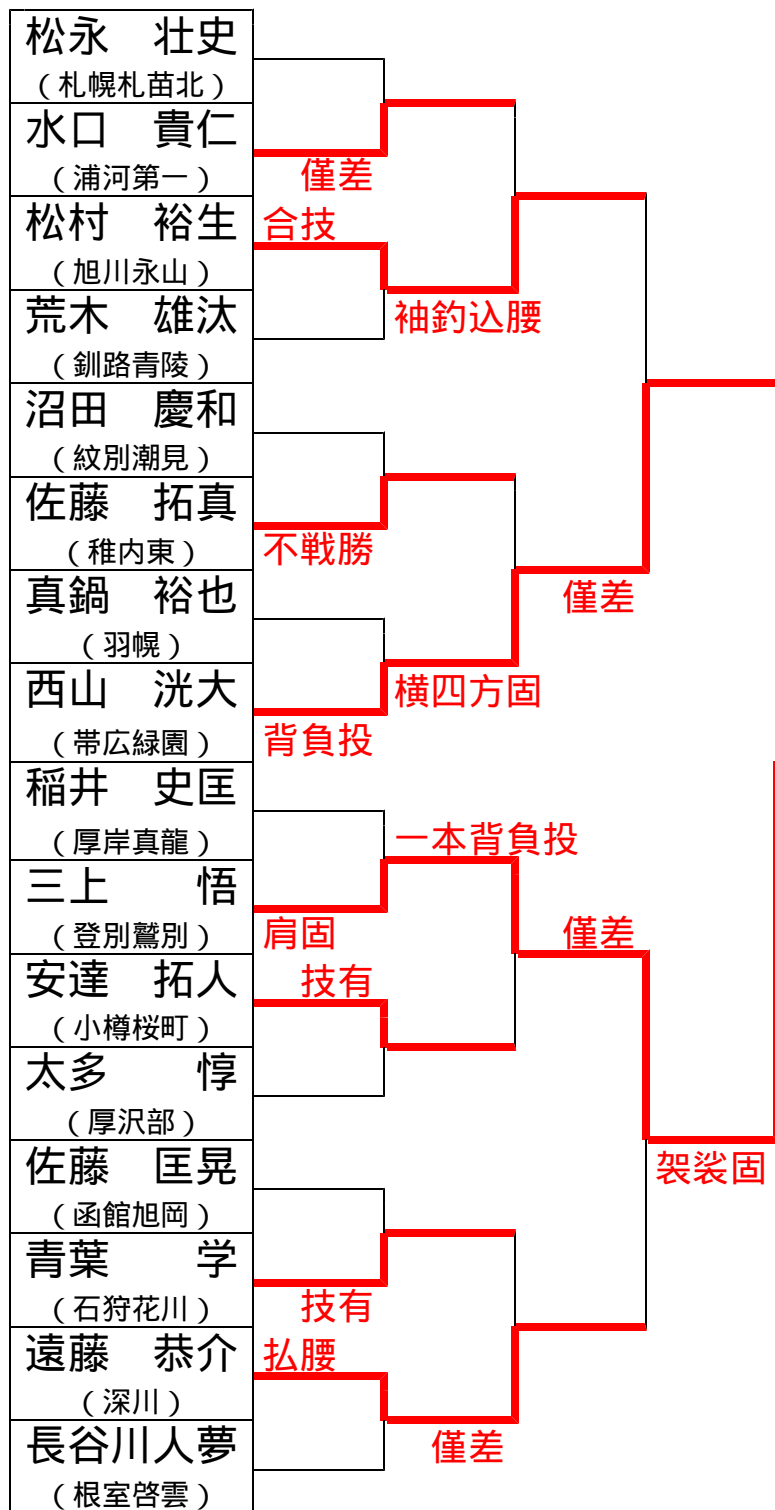 松永　壮史
（札幌札苗北）
水口　貴仁
（浦河第一）
僅差
松村　裕生
合技
（旭川永山）
荒木　雄汰
袖釣込腰
（釧路青陵）
沼田　慶和
（紋別潮見）
佐藤　拓真
（稚内東）
不戦勝
真鍋　裕也
僅差
（羽幌）
西山　洸大
横四方固
（帯広緑園）
背負投
稲井　史匡
（厚岸真龍）
一本背負投
三上　　悟
（登別鷲別）
肩固
僅差
安達　拓人
技有
（小樽桜町）
太多　　惇
（厚沢部）
佐藤　匡晃
袈裟固
（函館旭岡）
青葉　　学
（石狩花川）
技有
遠藤　恭介
払腰
（深川）
長谷川人夢
僅差
（根室啓雲）